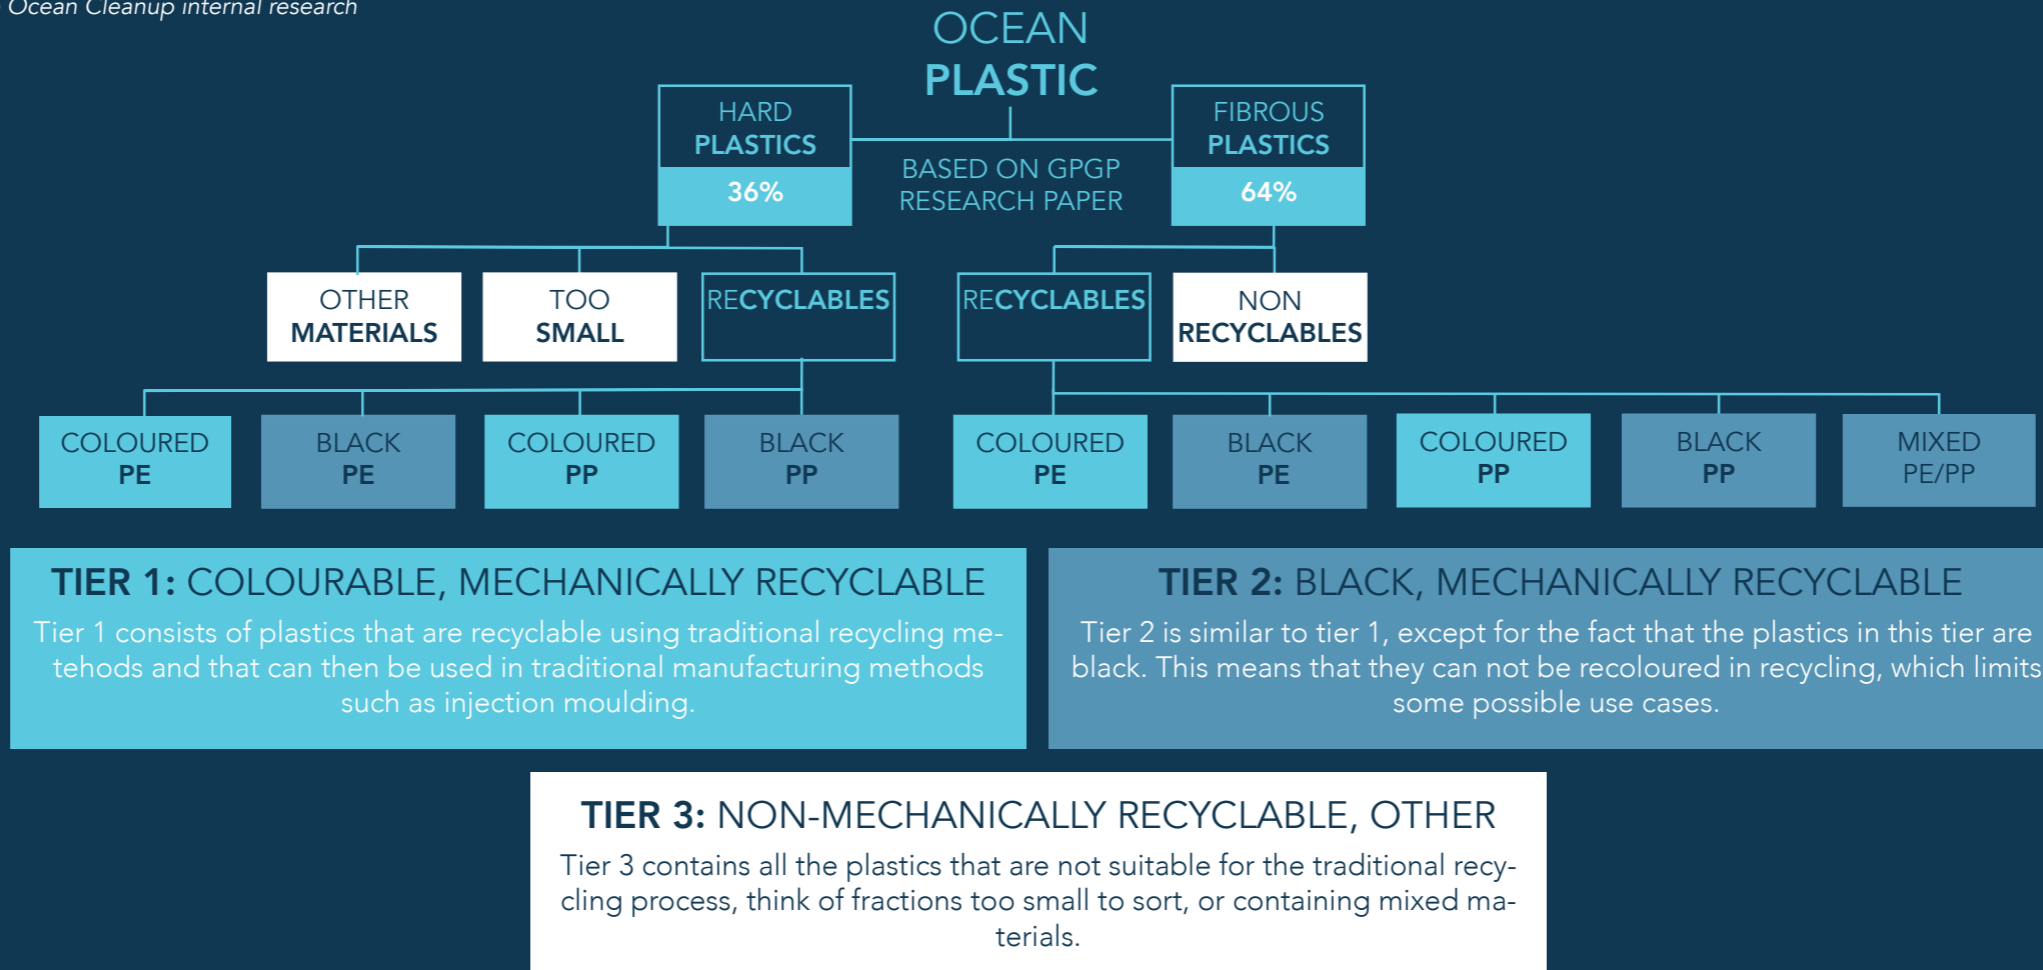 Ocean Cleanup internal research
OCEAN
PLASTIC
HARD
PLASTICS
36%
BASED ON GPGP
RESEARCH PAPER
FIBROUS
PLASTICS
64%
OTHER
MATERIALS
TOO
SMALL
RECYCLABLES
RECYCLABLES
NON
RECYCLABLES
COLOURED
PE
BLACK
PE
COLOURED
PP
BLACK
PP
COLOURED
PE
BLACK
PE
COLOURED
PP
BLACK
PP
MIXED
PE/PP
TIER 1: COLOURABLE, MECHANICALLY RECYCLABLE
Tier 1 consists of plastics that are recyclable using traditional recycling me-
tehods and that can then be used in traditional manufacturing methods
such as injection moulding.
TIER 2: BLACK, MECHANICALLY RECYCLABLE
Tier 2 is similar to tier 1, except for the fact that the plastics in this tier are
black. This means that they can not be recoloured in recycling, which limits
some possible use cases.
TIER 3: NON-MECHANICALLY RECYCLABLE, OTHER
Tier 3 contains all the plastics that are not suitable for the traditional recy-
cling process, think of fractions too small to sort, or containing mixed ma-
terials.